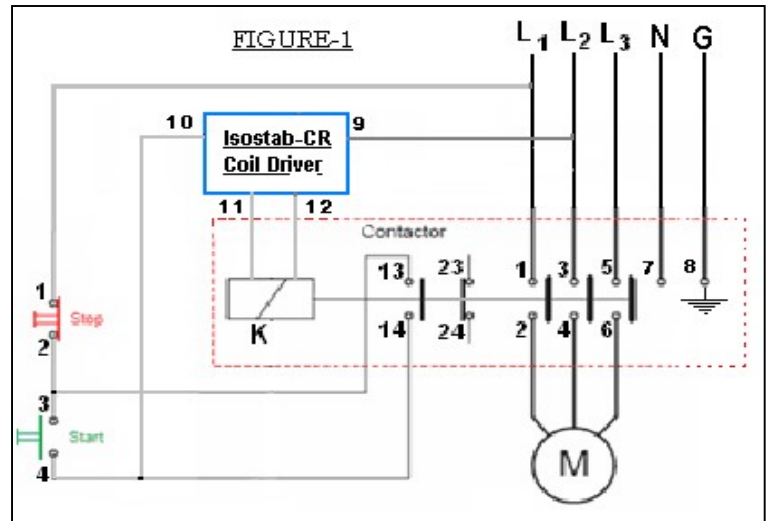 FIGURE-1
L1 L2 L3 N G
10
Isostab-CR
Coil Driver
9
11 12
Contactor
13 23 1 3 5 7 8
K
14 24 2 4 6
1
Stop
2
3
Start
4
M